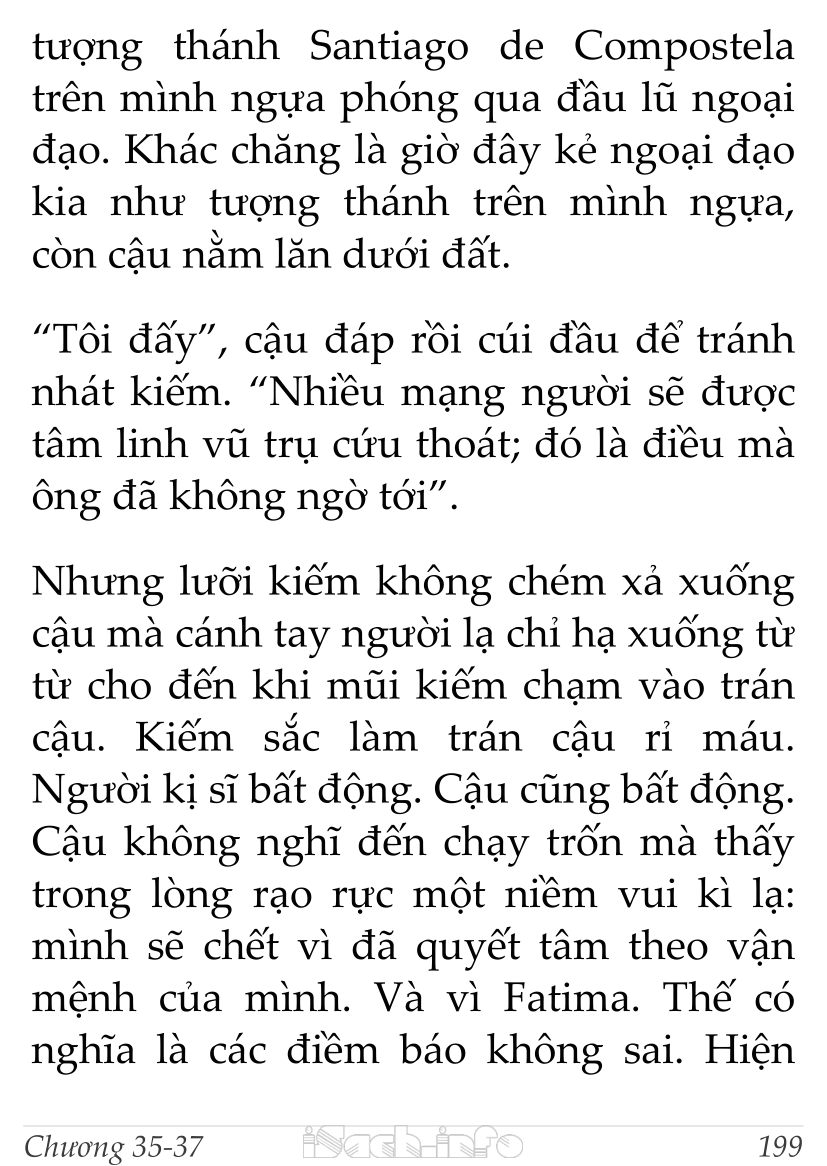 tượng thánh Santiago de Compostela
trên mình ngựa phóng qua đầu lũ ngoại
đạo. Khác chăng là giờ đây kẻ ngoại đạo
kia như tượng thánh trên mình ngựa,
còn cậu nằm lăn dưới đất.
“Tôi đấy”, cậu đáp rồi cúi đầu để tránh
nhát kiếm. “Nhiều mạng người sẽ được
tâm linh vũ trụ cứu thoát; đó là điều mà
ông đã không ngờ tới”.
Nhưng lưỡi kiếm không chém xả xuống
cậu mà cánh tay người lạ chỉ hạ xuống từ
từ cho đến khi mũi kiếm chạm vào trán
cậu. Kiếm sắc làm trán cậu rỉ máu.
Người kị sĩ bất động. Cậu cũng bất động.
Cậu không nghĩ đến chạy trốn mà thấy
trong lòng rạo rực một niềm vui kì lạ:
mình sẽ chết vì đã quyết tâm theo vận
mệnh của mình. Và vì Fatima. Thế có
nghĩa là các điềm báo không sai. Hiện
Chương 35-37 iSach.info 199